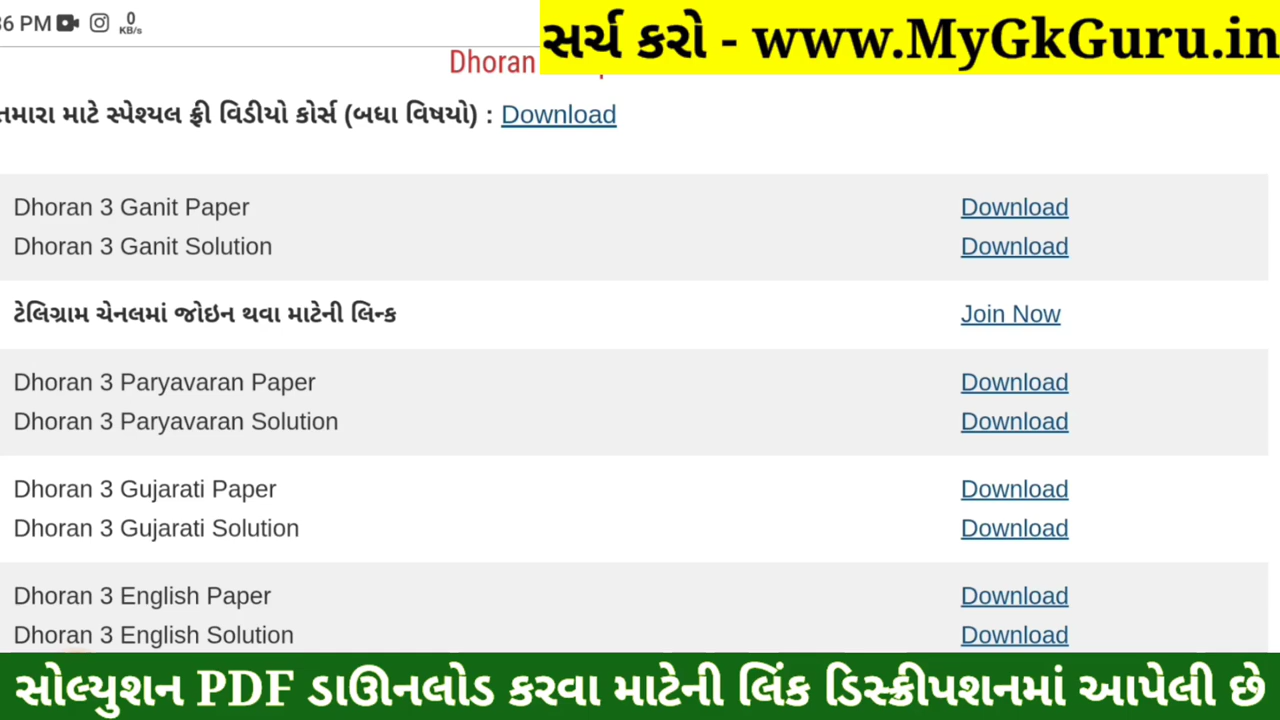 36 PM 0 KB/s
સર્ચ કરો - www.MyGkGuru.in
Dhoran
તમારા માટે સ્પેશ્યલ ફ્રી વિડીયો કોર્સ (બધા વિષયો) : Download
Dhoran 3 Ganit Paper Download
Dhoran 3 Ganit Solution Download
ટેલિગ્રામ ચેનલમાં જોઇન થવા માટેની લિન્ક Join Now
Dhoran 3 Paryavaran Paper Download
Dhoran 3 Paryavaran Solution Download
Dhoran 3 Gujarati Paper Download
Dhoran 3 Gujarati Solution Download
Dhoran 3 English Paper Download
Dhoran 3 English Solution Download
સોલ્યુશન PDF ડાઊનલોડ કરવા માટેની લિંક ડિસ્ક્રીપશનમાં આપેલી છે